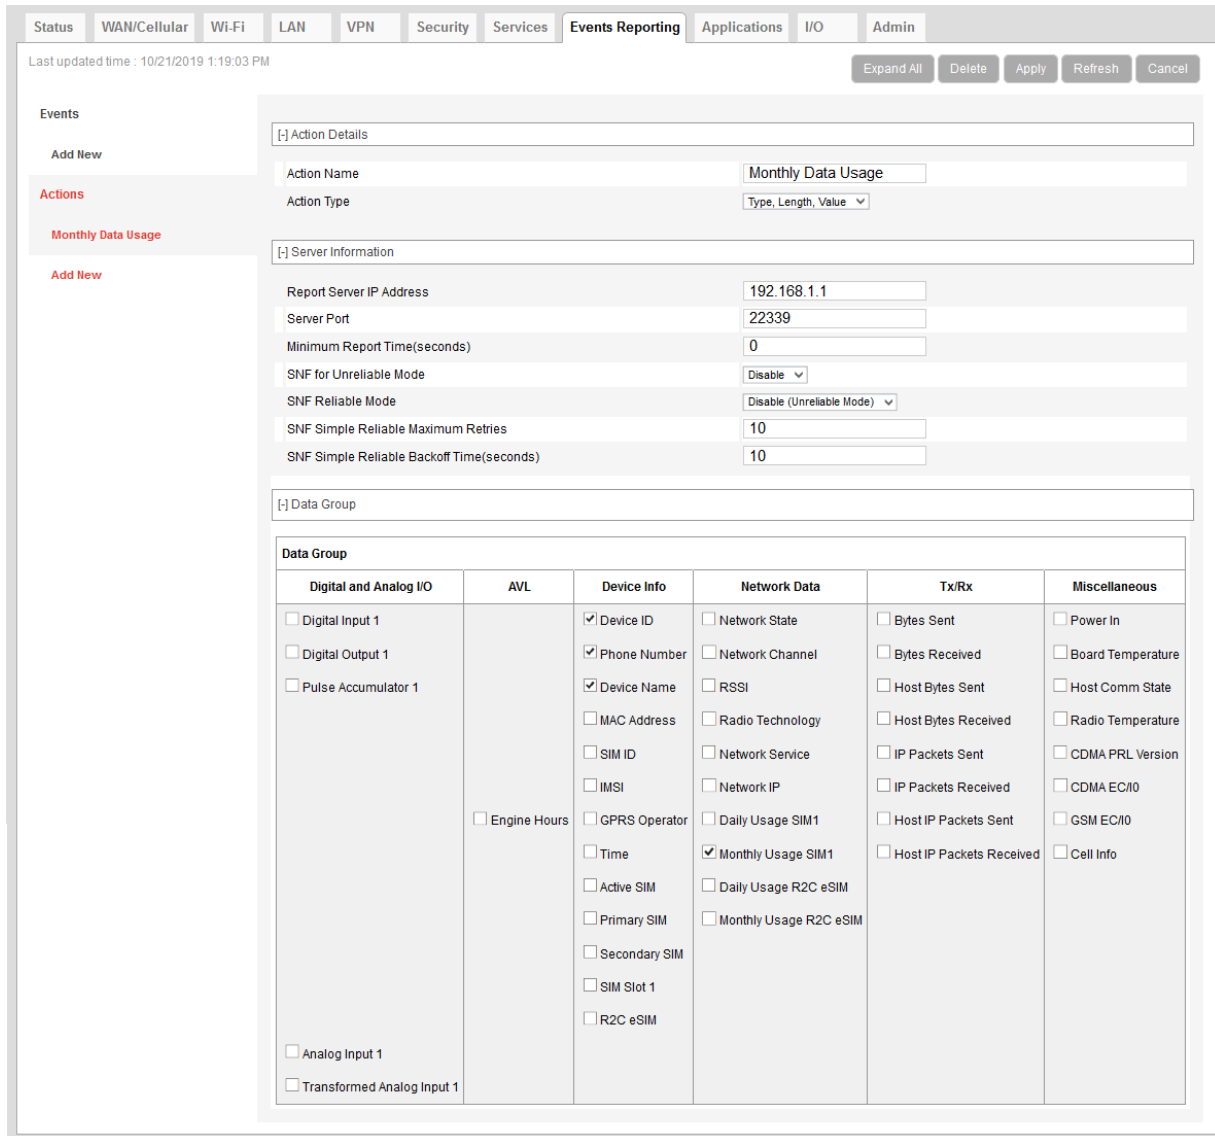 Status WAN/Cellular Wi-Fi LAN VPN Security Services Events Reporting Applications I/O Admin
Last updated time : 10/21/2019 1:19:03 PM
Expand All Delete Apply Refresh Cancel
Events
Add New
Actions
Monthly Data Usage
Add New
[-] Action Details
Action Name Monthly Data Usage
Action Type Type, Length, Value
[-] Server Information
Report Server IP Address 192.168.1.1
Server Port 22339
Minimum Report Time(seconds) 0
SNF for Unreliable Mode Disable
SNF Reliable Mode Disable (Unreliable Mode)
SNF Simple Reliable Maximum Retries 10
SNF Simple Reliable Backoff Time(seconds) 10
[-] Data Group
Data Group
Digital and Analog I/O AVL Device Info Network Data Tx/Rx Miscellaneous
Digital Input 1 Device ID Network State Bytes Sent Power In
Digital Output 1 Phone Number Network Channel Bytes Received Board Temperature
Pulse Accumulator 1 Device Name RSSI Host Bytes Sent Host Comm State
MAC Address Radio Technology Host Bytes Received Radio Temperature
SIM ID Network Service IP Packets Sent CDMA PRL Version
IMSI Network IP IP Packets Received CDMA EC/I0
Engine Hours GPRS Operator Daily Usage SIM1 Host IP Packets Sent GSM EC/I0
Time Monthly Usage SIM1 Host IP Packets Received Cell Info
Active SIM Daily Usage R2C eSIM
Primary SIM Monthly Usage R2C eSIM
Secondary SIM
SIM Slot 1
R2C eSIM
Analog Input 1
Transformed Analog Input 1